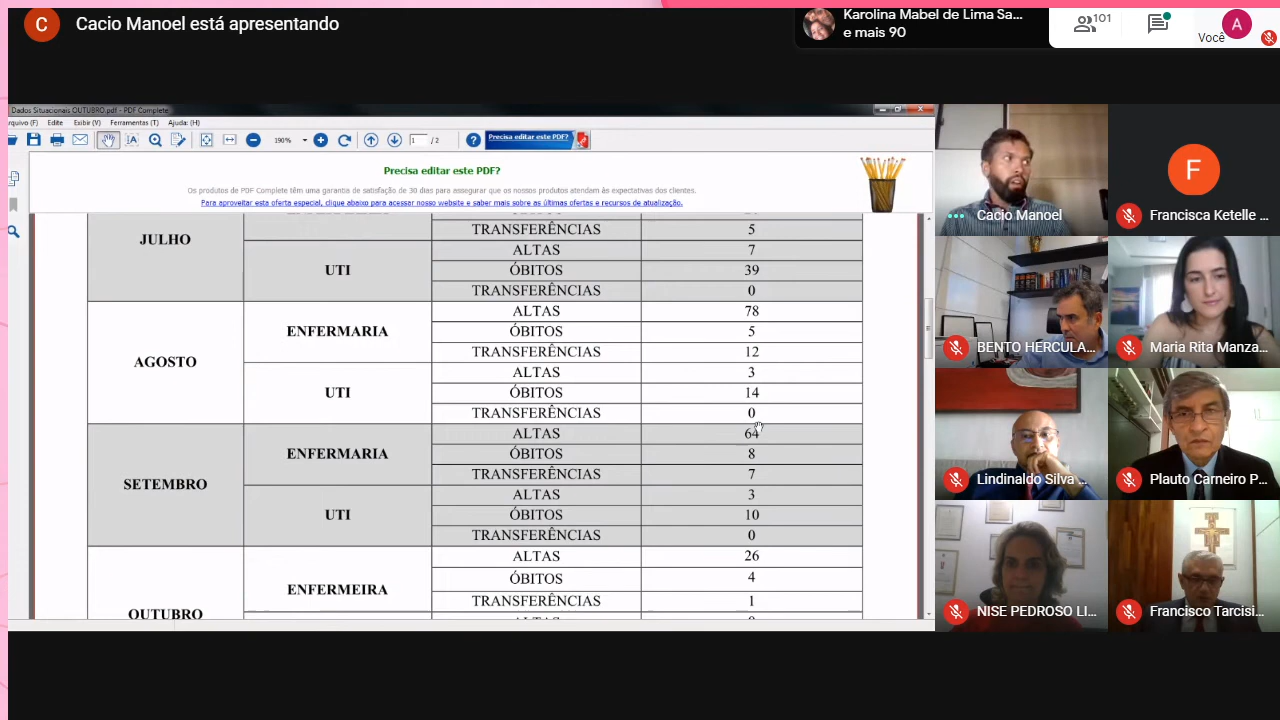 C
Cacio Manoel está apresentando
Karolina Mabel de Lima Sa...
e mais 90
101
Você
A
Dados Situacionais OUTUBRO.pdf - PDF Complete
rquivo (F) Edite Exibir (V) Ferramentas (T) Ajuda: (H)
190% 1 / 2 Precisa editar este PDF?
Precisa editar este PDF?
Os produtos de PDF Complete têm uma garantia de satisfação de 30 dias para assegurar que os nossos produtos atendam às expectativas dos clientes.
Para aproveitar esta oferta especial, clique abaixo para acessar nosso website e saber mais sobre as últimas ofertas e recursos de atualização.
JULHO
TRANSFERÊNCIAS 5
UTI
ALTAS 7
ÓBITOS 39
TRANSFERÊNCIAS 0
AGOSTO
ENFERMARIA
ALTAS 78
ÓBITOS 5
TRANSFERÊNCIAS 12
UTI
ALTAS 3
ÓBITOS 14
TRANSFERÊNCIAS 0
SETEMBRO
ENFERMARIA
ALTAS 64
ÓBITOS 8
TRANSFERÊNCIAS 7
UTI
ALTAS 3
ÓBITOS 10
TRANSFERÊNCIAS 0
OUTUBRO
ENFERMEIRA
ALTAS 26
ÓBITOS 4
TRANSFERÊNCIAS 1
Cacio Manoel
F
Francisca Ketelle ...
BENTO HERCULA...
Maria Rita Manza...
Lindinaldo Silva ...
Plauto Carneiro P...
NISE PEDROSO LI...
Francisco Tarcisi...